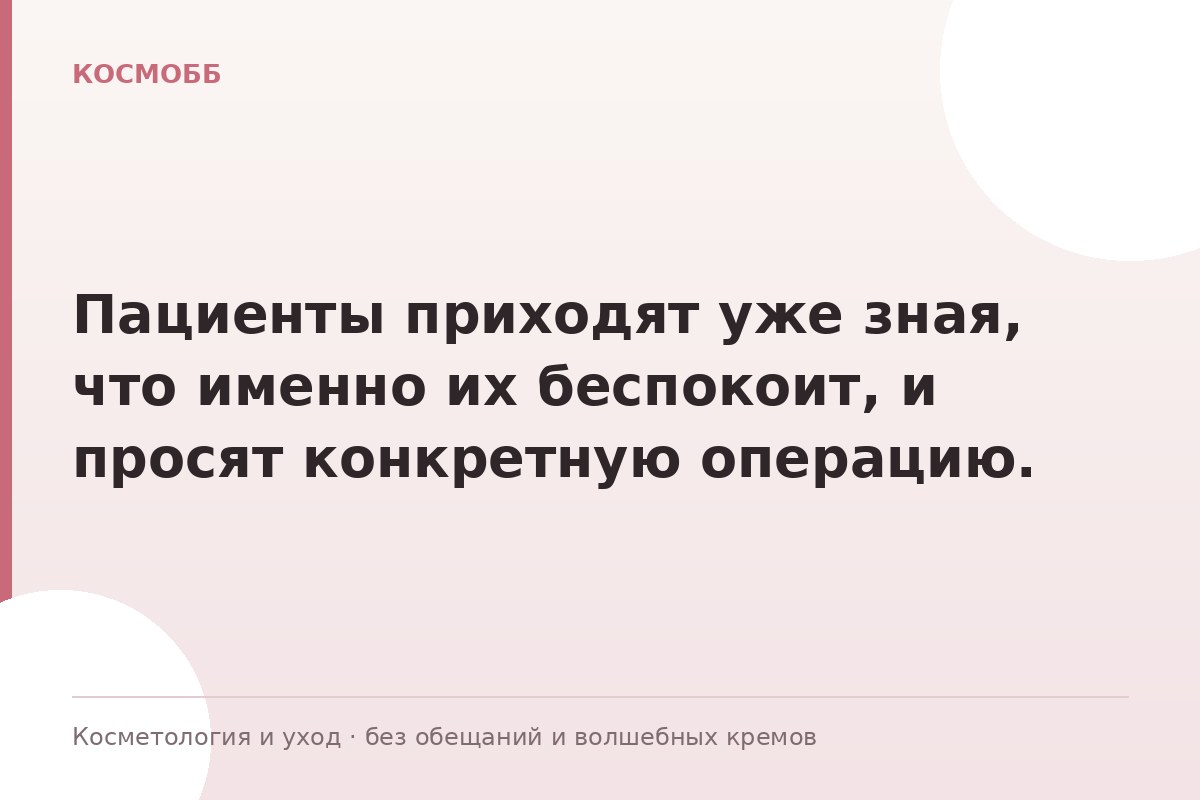 КОСМОББ
Пациенты приходят уже зная,
что именно их беспокоит, и
просят конкретную операцию.
Косметология и уход · без обещаний и волшебных кремов